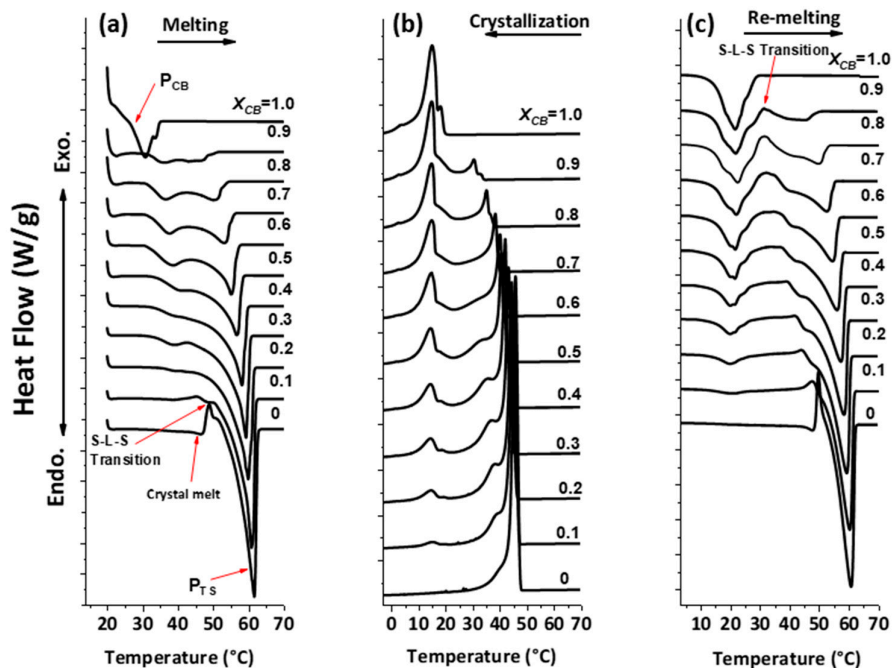 Heat Flow (W/g)
Exo.
Endo.
(a)
Melting
P_CB
X_CB=1.0
0.9
0.8
0.7
0.6
0.5
0.4
0.3
0.2
0.1
0
S-L-S
Transition
Crystal melt
P_TS
20 30 40 50 60 70
Temperature (°C)
(b)
Crystallization
X_CB=1.0
0.9
0.8
0.7
0.6
0.5
0.4
0.3
0.2
0.1
0
0 10 20 30 40 50 60 70
Temperature (°C)
(c)
Re-melting
S-L-S Transition
X_CB=1.0
0.9
0.8
0.7
0.6
0.5
0.4
0.3
0.2
0.1
0
10 20 30 40 50 60 70
Temperature (°C)